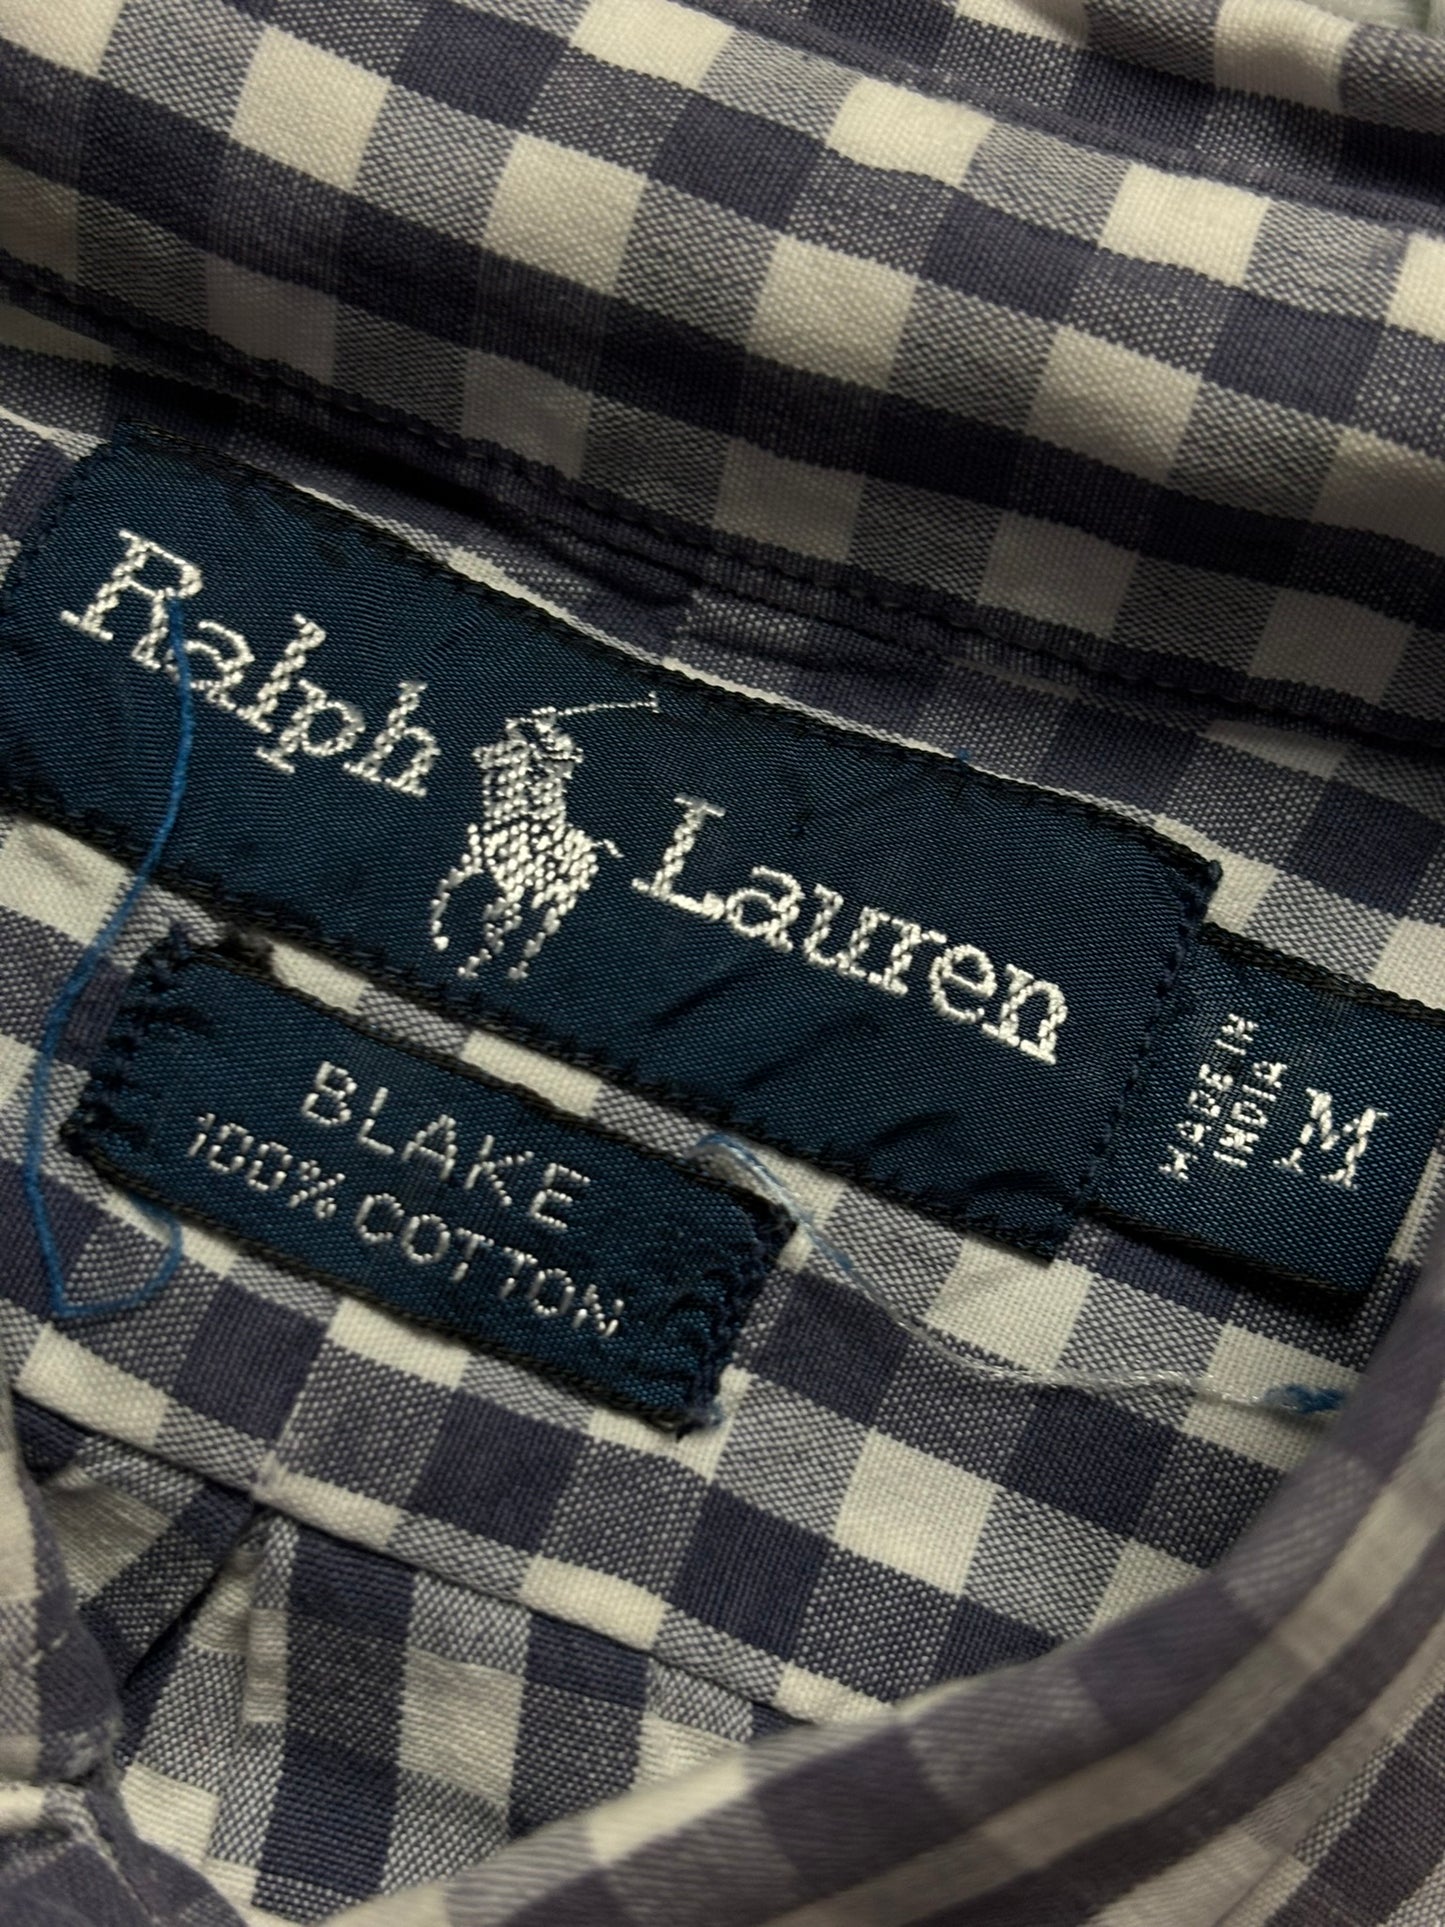 Ralph Lauren
MADE IN
INDIA
M
BLAKE
100% COTTON